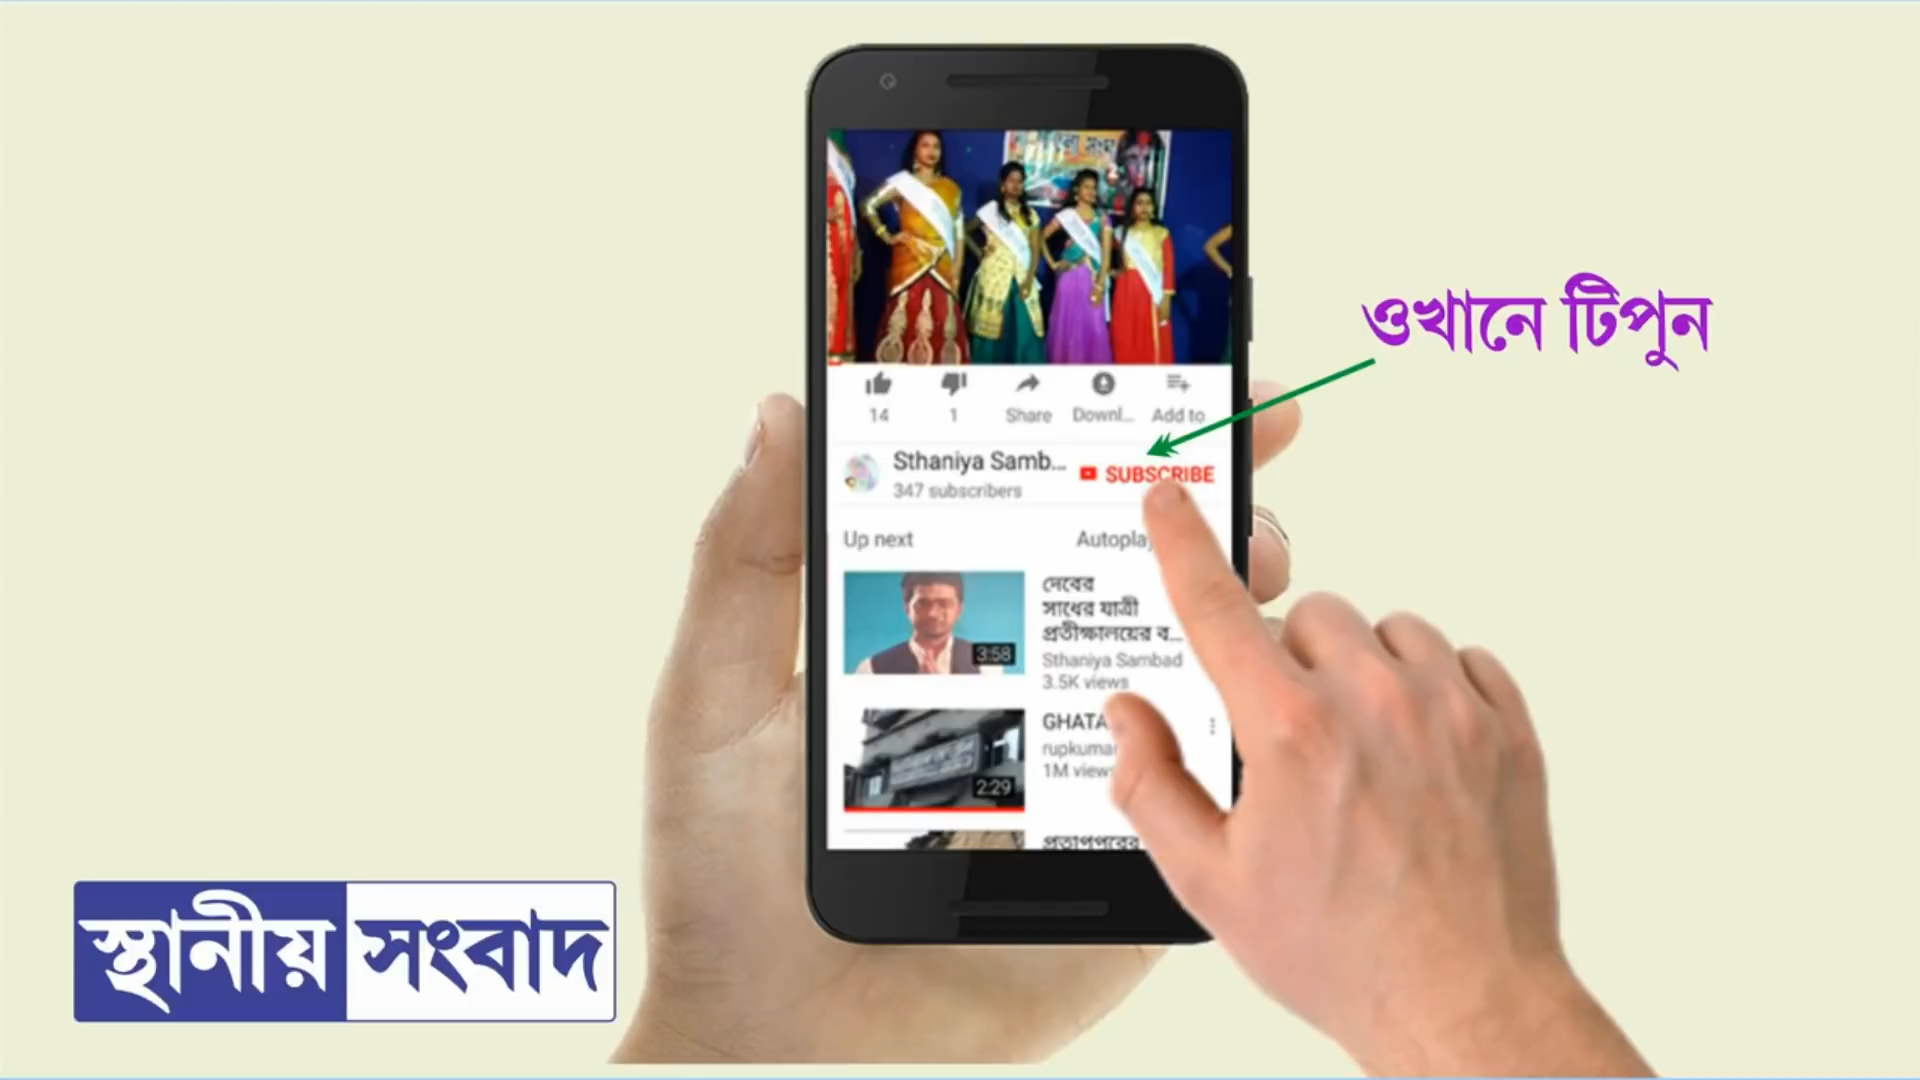 ওখানে টিপুন
14
1
Share
Downl...
Add to
Sthaniya Samb...
347 subscribers
SUBSCRIBE
Up next
Autopla
দেবের
সাধের যাত্রী
প্রতীক্ষালয়ের ব...
3:58
Sthaniya Sambad
3.5K views
GHATA
rupkuma
1M view
2:29
স্থানীয় সংবাদ